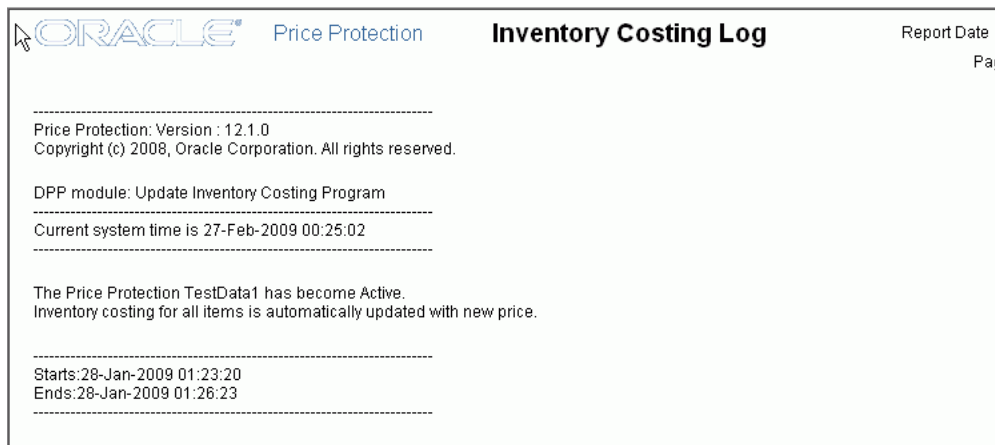 ORACLE Price Protection Inventory Costing Log Report Date
Pag
--------------------------------------------------------------------------------
Price Protection: Version : 12.1.0
Copyright (c) 2008, Oracle Corporation. All rights reserved.
DPP module: Update Inventory Costing Program
--------------------------------------------------------------------------------
Current system time is 27-Feb-2009 00:25:02
--------------------------------------------------------------------------------
The Price Protection TestData1 has become Active.
Inventory costing for all items is automatically updated with new price.
--------------------------------------------------------------------------------
Starts:28-Jan-2009 01:23:20
Ends:28-Jan-2009 01:26:23
--------------------------------------------------------------------------------